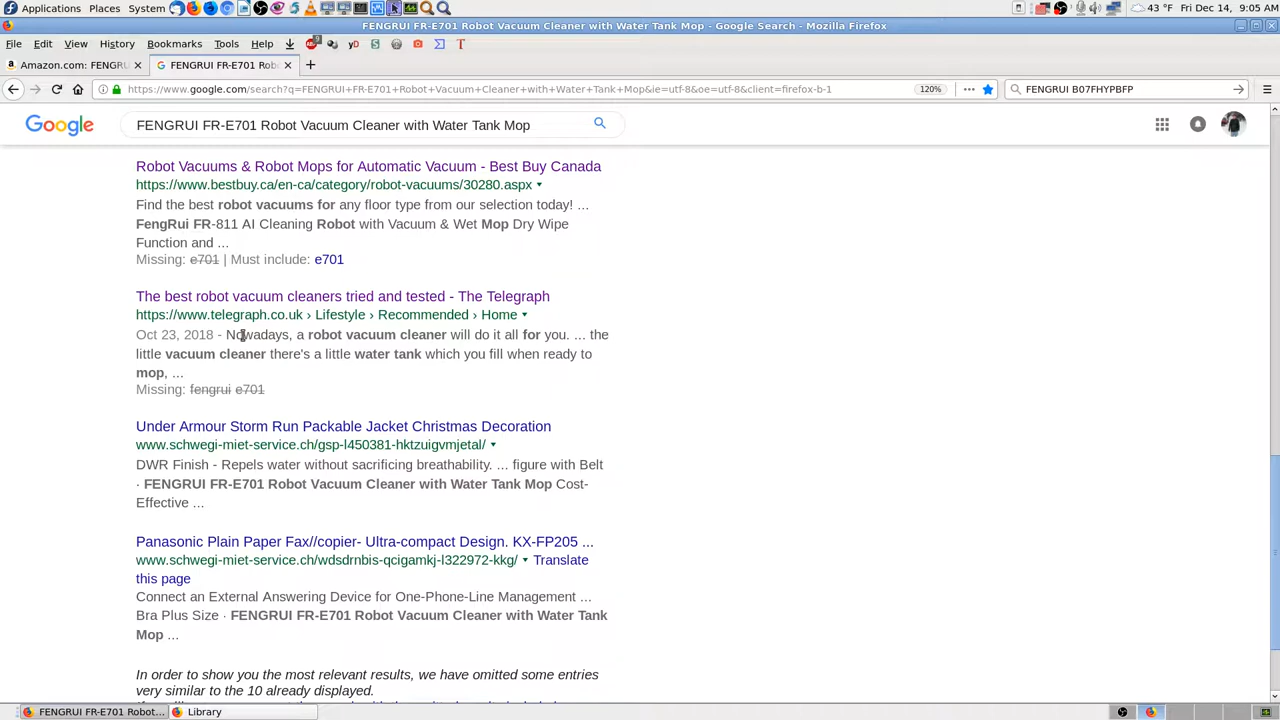 Applications Places System 43 °F Fri Dec 14, 9:05 AM
FENGRUI FR-E701 Robot Vacuum Cleaner with Water Tank Mop - Google Search - Mozilla Firefox
File Edit View History Bookmarks Tools Help
Amazon.com: FENGRU FENGRUI FR-E701 Rob
https://www.google.com/search?q=FENGRUI+FR-E701+Robot+Vacuum+Cleaner+with+Water+Tank+Mop&ie=utf-8&oe=utf-8&client=firefox-b-1 120% FENGRUI B07FHYPBFP
Google FENGRUI FR-E701 Robot Vacuum Cleaner with Water Tank Mop
Robot Vacuums & Robot Mops for Automatic Vacuum - Best Buy Canada
https://www.bestbuy.ca/en-ca/category/robot-vacuums/30280.aspx
Find the best robot vacuums for any floor type from our selection today! ...
FengRui FR-811 AI Cleaning Robot with Vacuum & Wet Mop Dry Wipe
Function and ...
Missing: e701 | Must include: e701
The best robot vacuum cleaners tried and tested - The Telegraph
https://www.telegraph.co.uk › Lifestyle › Recommended › Home
Oct 23, 2018 - Nowadays, a robot vacuum cleaner will do it all for you. ... the
little vacuum cleaner there's a little water tank which you fill when ready to
mop, ...
Missing: fengrui e701
Under Armour Storm Run Packable Jacket Christmas Decoration
www.schwegi-miet-service.ch/gsp-l450381-hktzuigvmjetal/
DWR Finish - Repels water without sacrificing breathability. ... figure with Belt
· FENGRUI FR-E701 Robot Vacuum Cleaner with Water Tank Mop Cost-
Effective ...
Panasonic Plain Paper Fax//copier- Ultra-compact Design. KX-FP205 ...
www.schwegi-miet-service.ch/wdsdrnbis-qcigamkj-l322972-kkg/ Translate
this page
Connect an External Answering Device for One-Phone-Line Management ...
Bra Plus Size · FENGRUI FR-E701 Robot Vacuum Cleaner with Water Tank
Mop ...
In order to show you the most relevant results, we have omitted some entries
very similar to the 10 already displayed.
FENGRUI FR-E701 Robot... Library